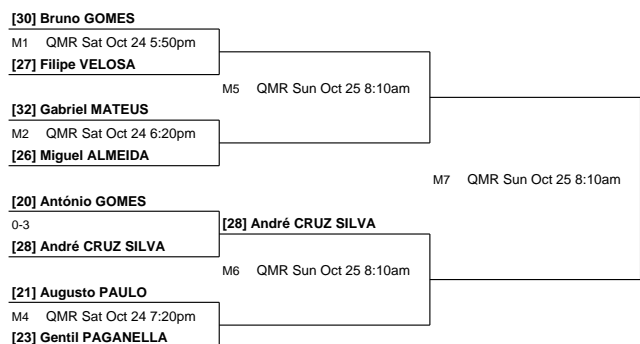 [30] Bruno GOMES
M1 QMR Sat Oct 24 5:50pm
[27] Filipe VELOSA
M5 QMR Sun Oct 25 8:10am
[32] Gabriel MATEUS
M2 QMR Sat Oct 24 6:20pm
[26] Miguel ALMEIDA
M7 QMR Sun Oct 25 8:10am
[20] António GOMES
0-3
[28] André CRUZ SILVA
[28] André CRUZ SILVA
M6 QMR Sun Oct 25 8:10am
[21] Augusto PAULO
M4 QMR Sat Oct 24 7:20pm
[23] Gentil PAGANELLA